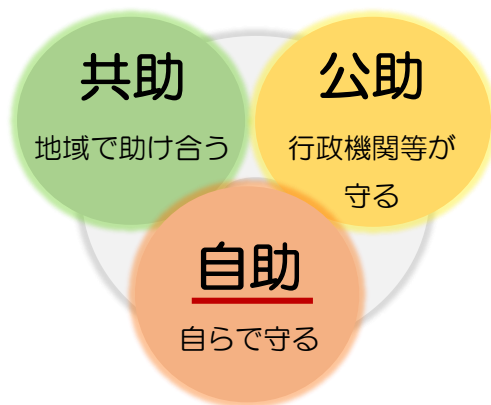 共助
地域で助け合う
公助
行政機関等が
守る
自助
自らで守る